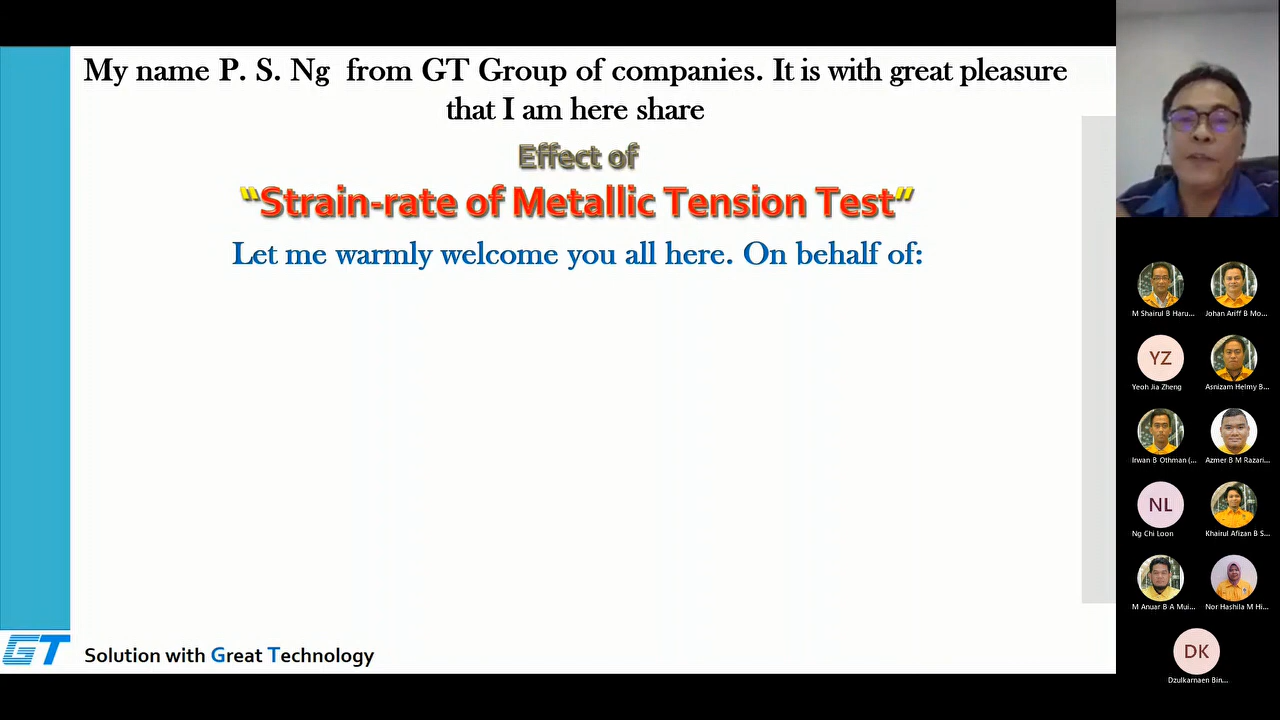 My name P. S. Ng from GT Group of companies. It is with great pleasure
that I am here share
Effect of
“Strain-rate of Metallic Tension Test”
Let me warmly welcome you all here. On behalf of:
GT
Solution with Great Technology
M Shairul B Haru...
Johan Ariff B Mo...
YZ
Yeoh Jia Zheng
Asnizam Helmy B...
Irwan B Othman (...
Azmer B M Razari...
NL
Ng Chi Loon
Khairul Afizan B S...
M Anuar B A Mui...
Nor Hashila M Hi...
DK
Dzulkarnaen Bin...